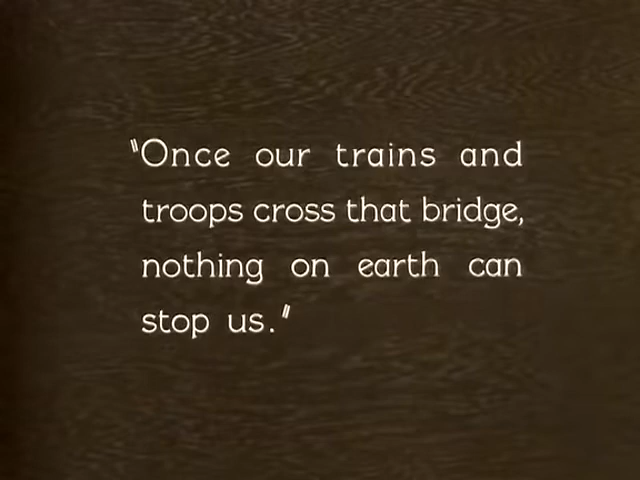 "Once our trains and
troops cross that bridge,
nothing on earth can
stop us."